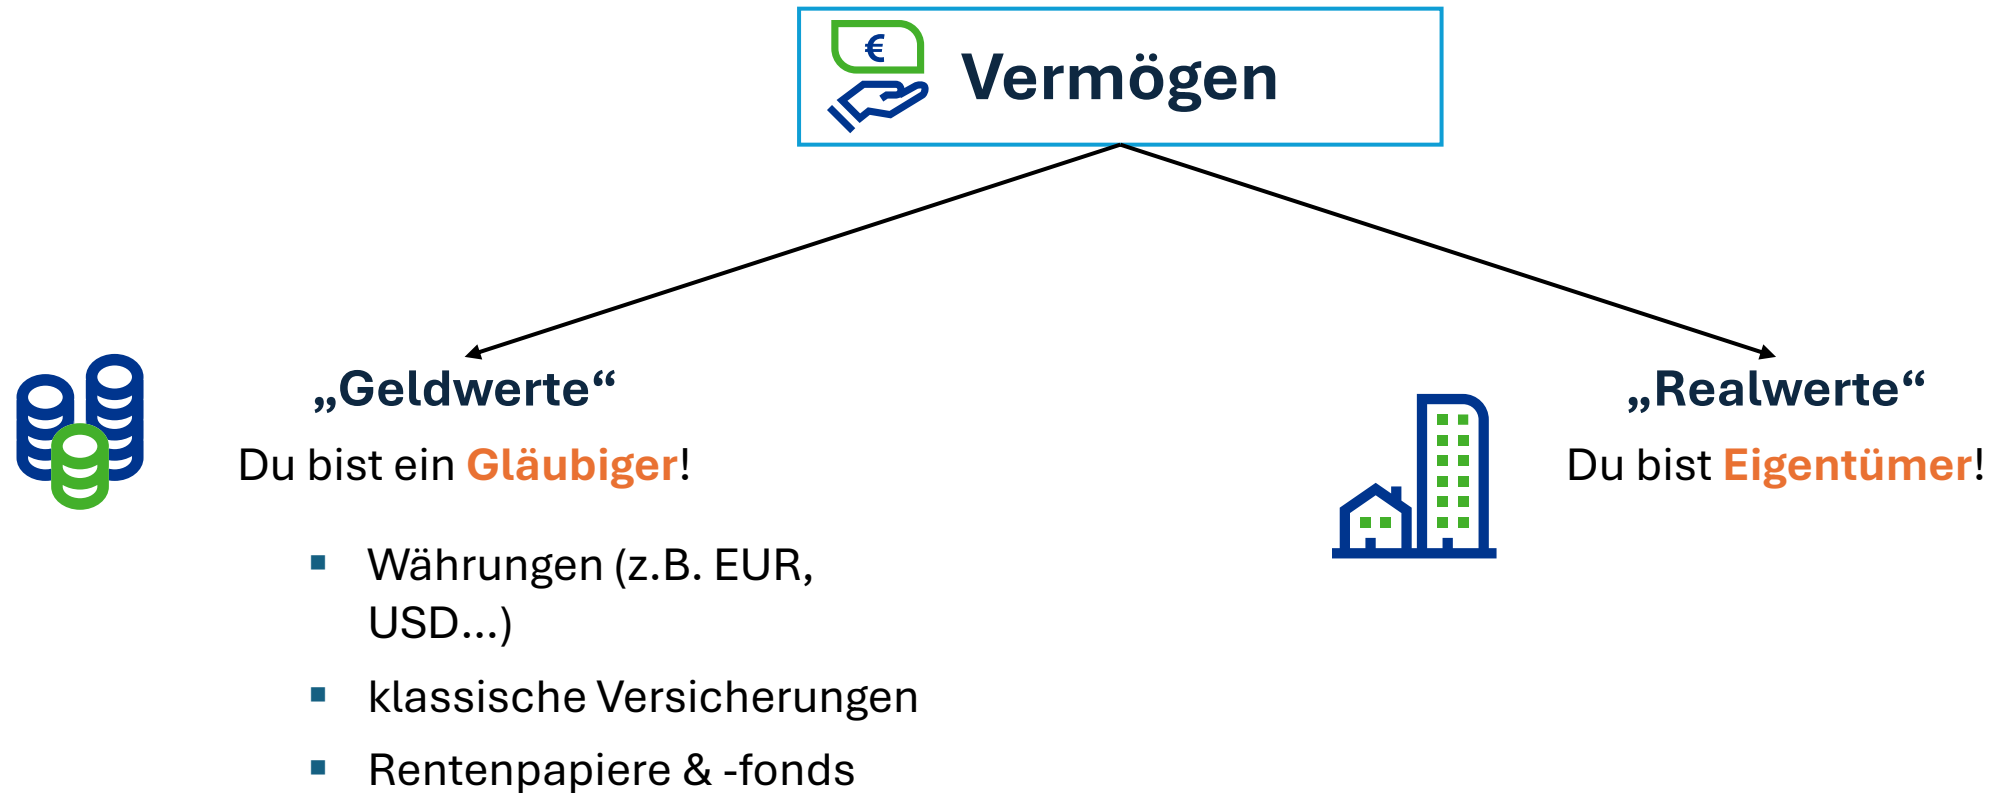 €
Vermögen
„Geldwerte“
Du bist ein Gläubiger!
▪ Währungen (z.B. EUR,
USD...)
▪ klassische Versicherungen
▪ Rentenpapiere & -fonds
„Realwerte“
Du bist Eigentümer!